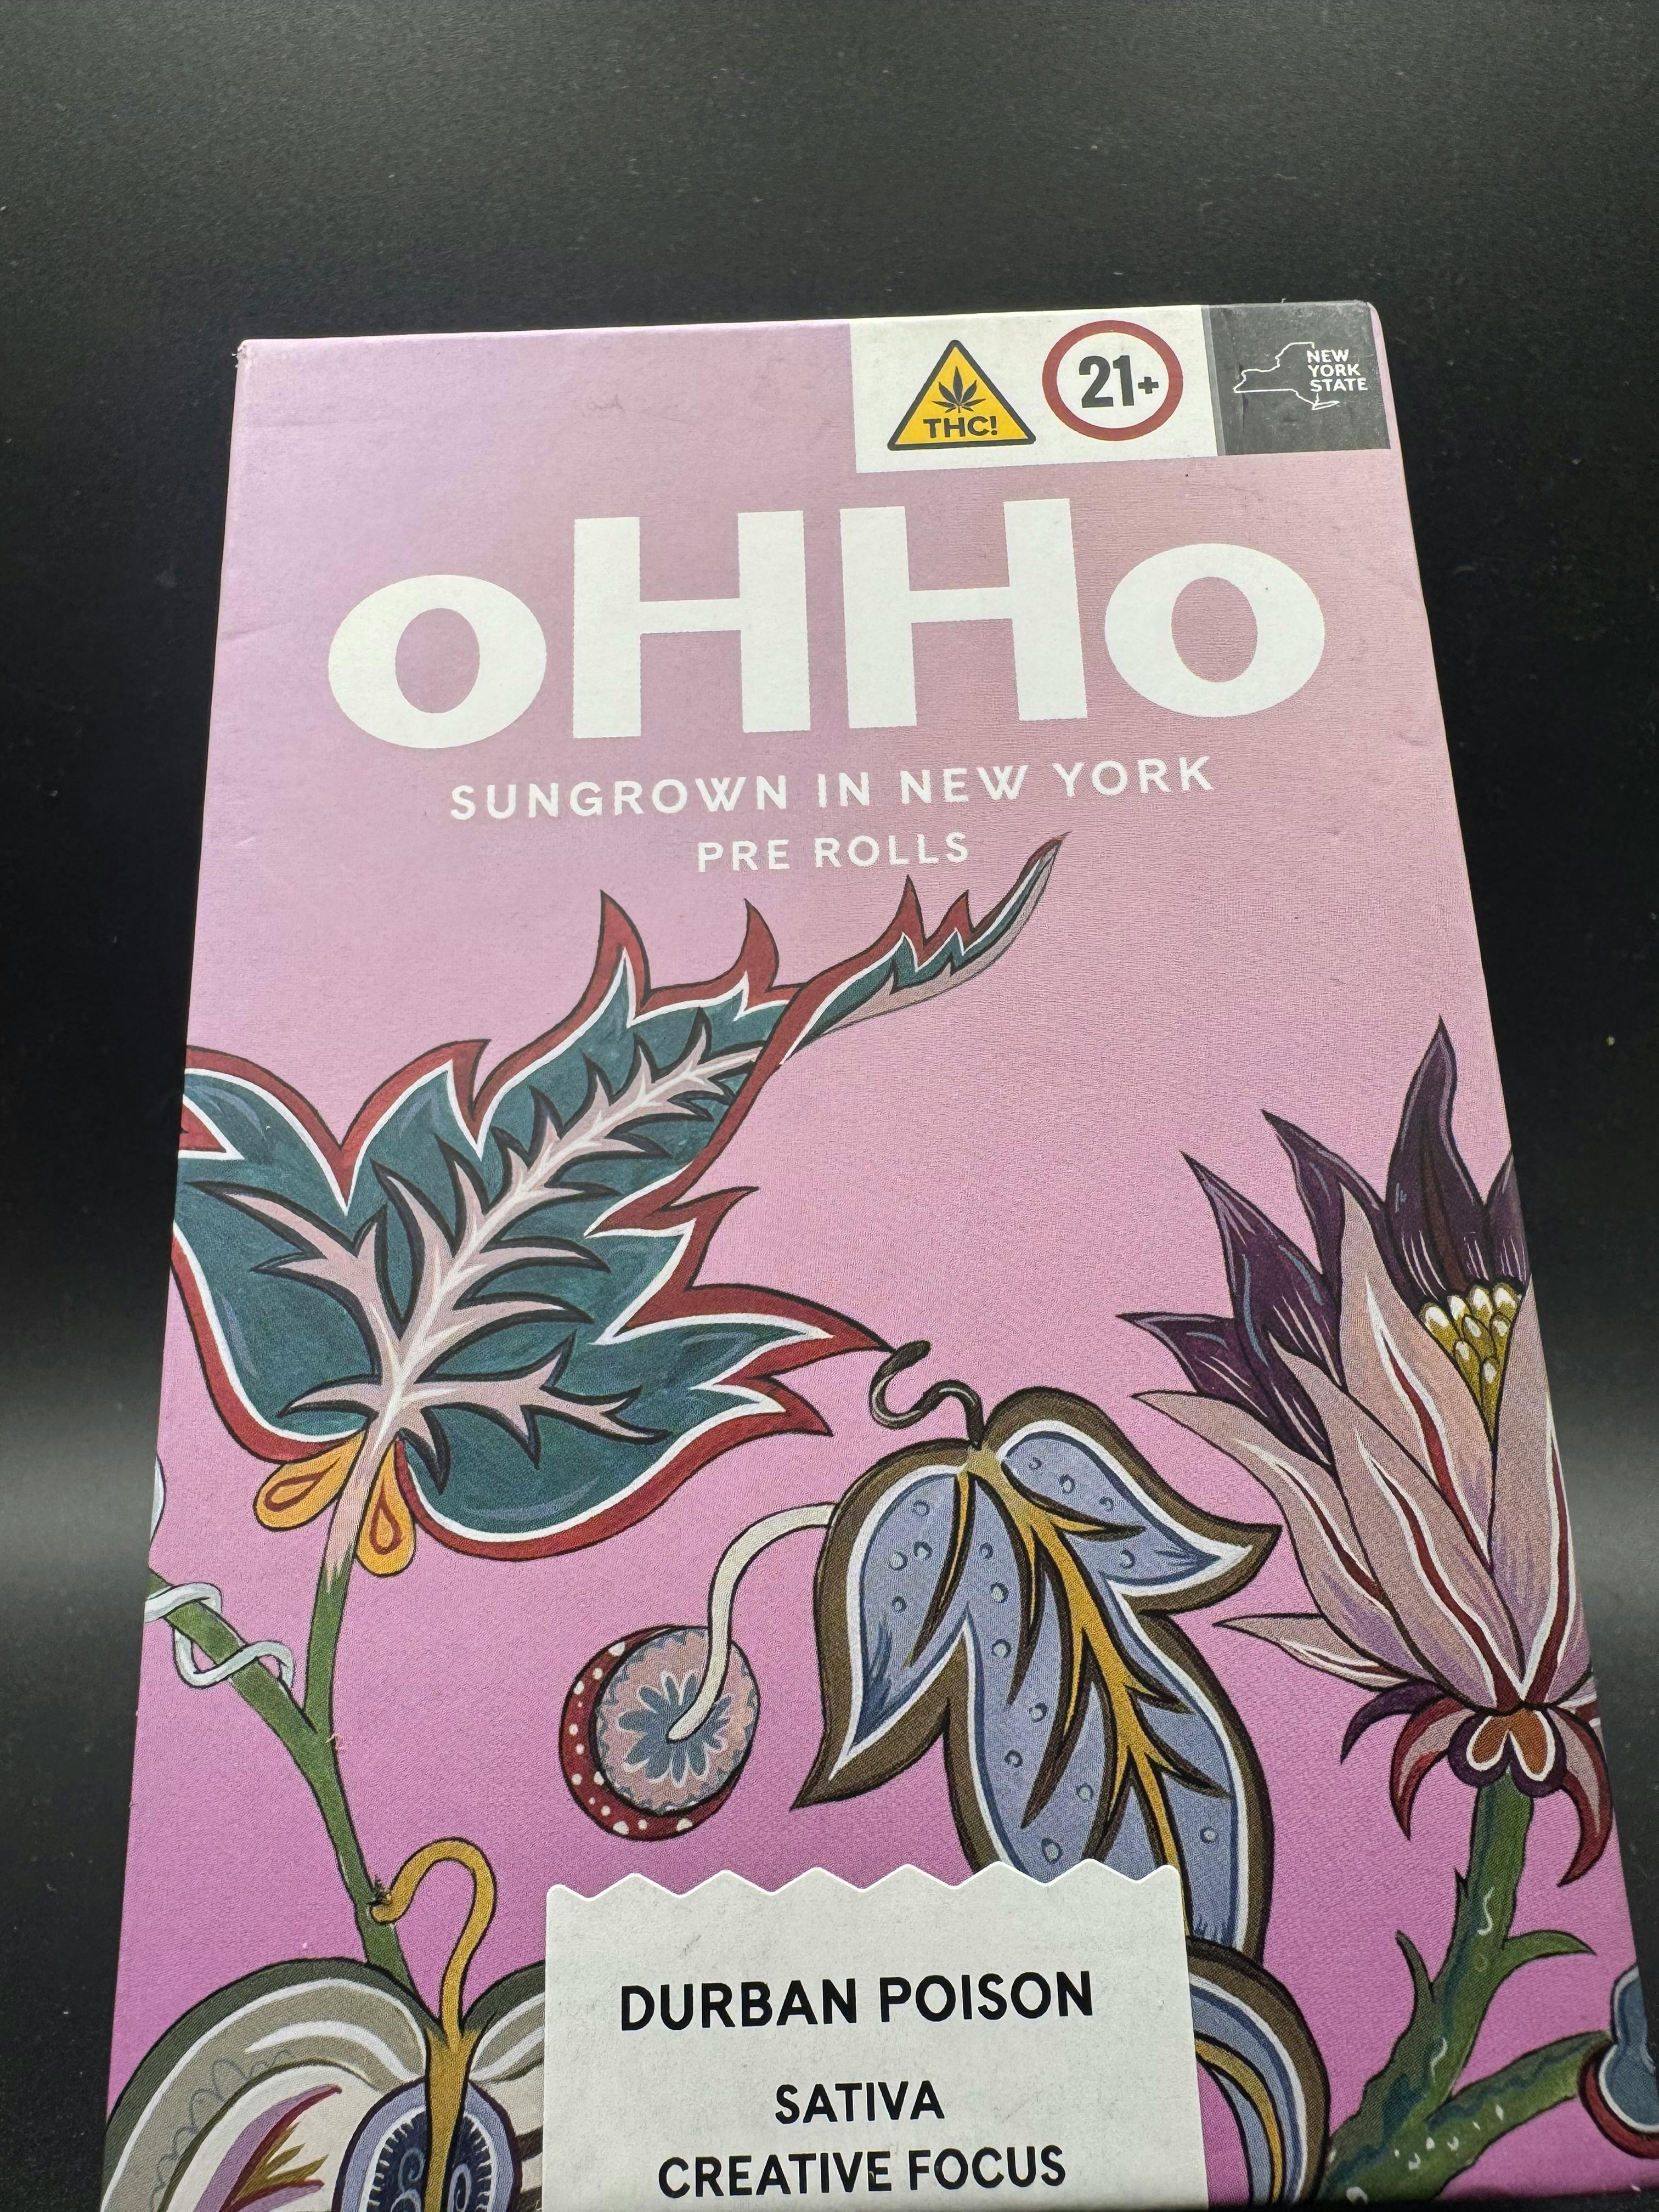 THC!
21+
NEW
YORK
STATE
oHHo
SUNGROWN IN NEW YORK
PRE ROLLS
DURBAN POISON
SATIVA
CREATIVE FOCUS